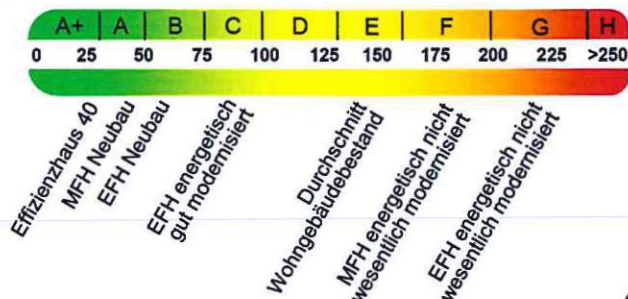 A+ A B C D E F G H
0 25 50 75 100 125 150 175 200 225 >250
Effizienzhaus 40
MFH Neubau
EFH Neubau
EFH energetisch
gut modernisiert
Durchschnitt
Wohngebäudebestand
MFH energetisch nicht
wesentlich modernisiert
EFH energetisch nicht
wesentlich modernisiert